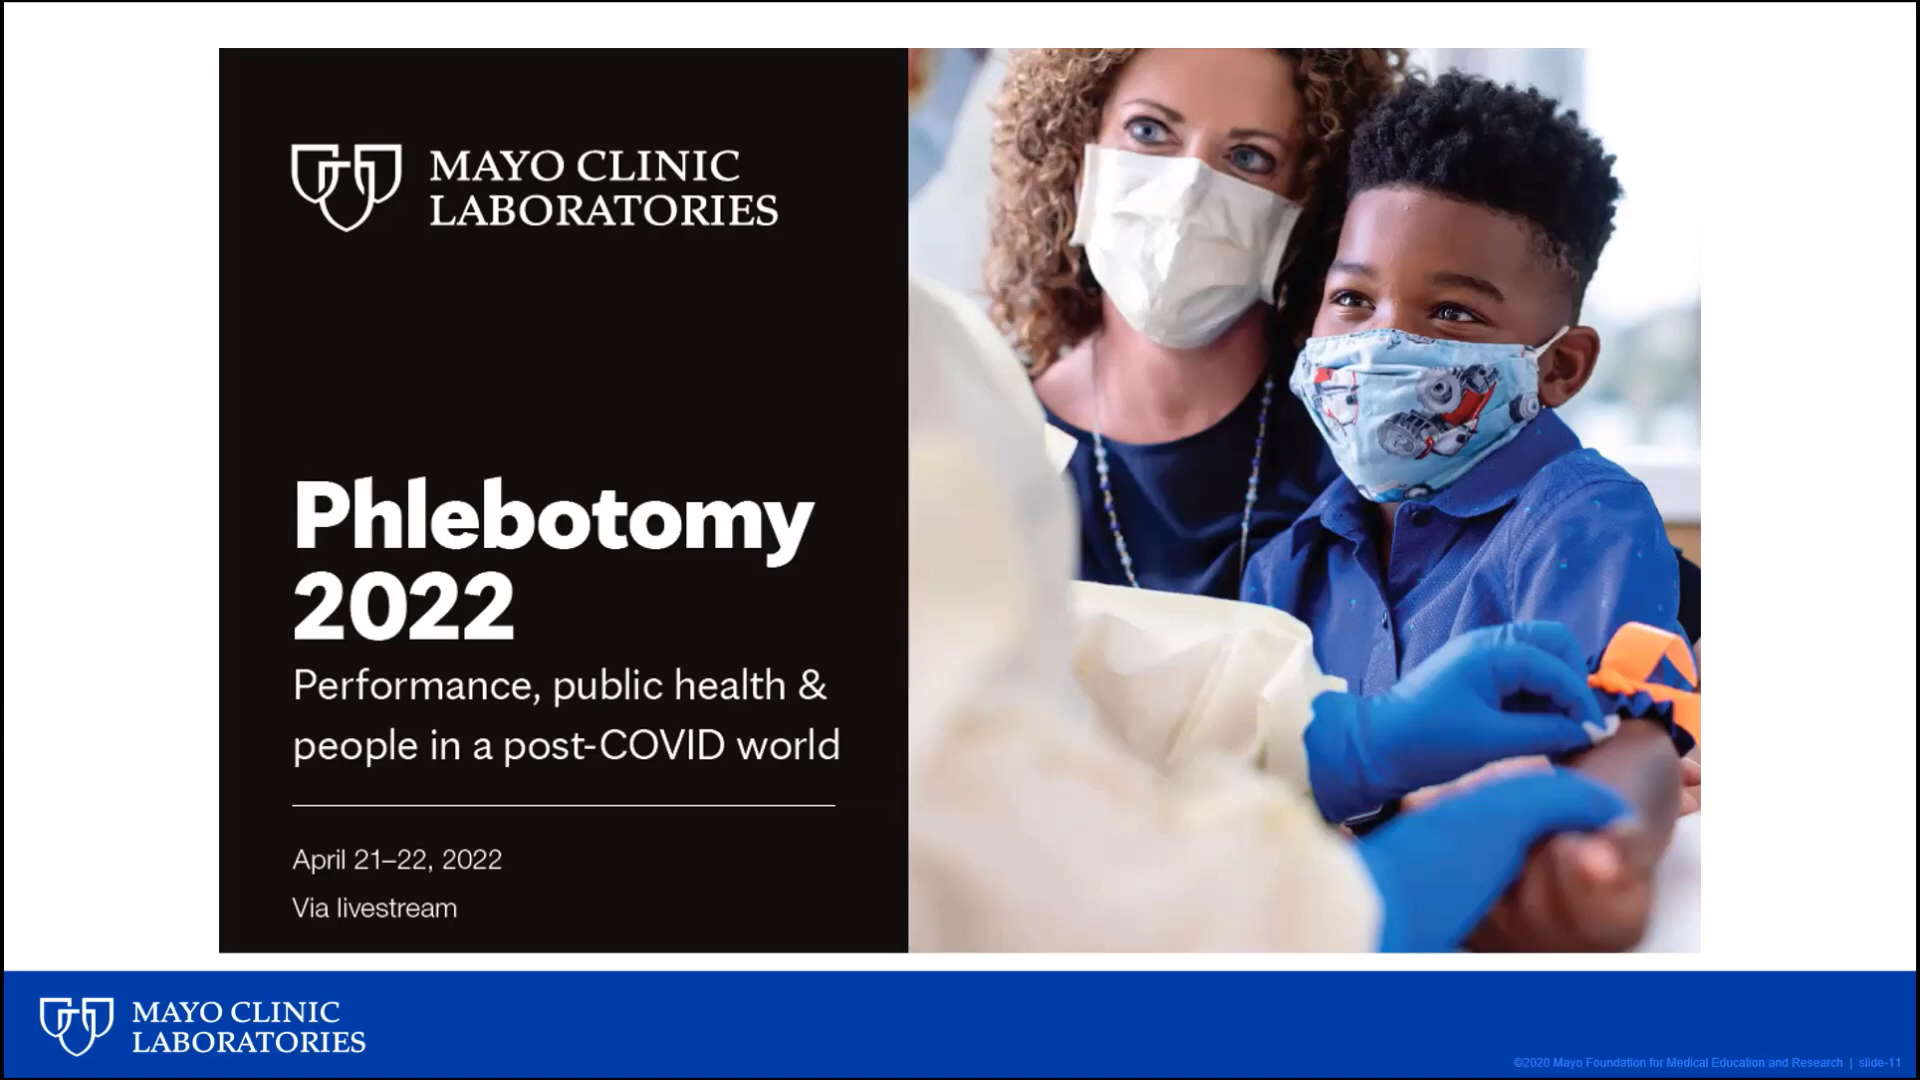 MAYO CLINIC
LABORATORIES
Phlebotomy
2022
Performance, public health &
people in a post-COVID world
April 21–22, 2022
Via livestream
MAYO CLINIC
LABORATORIES
©2020 Mayo Foundation for Medical Education and Research | slide-11